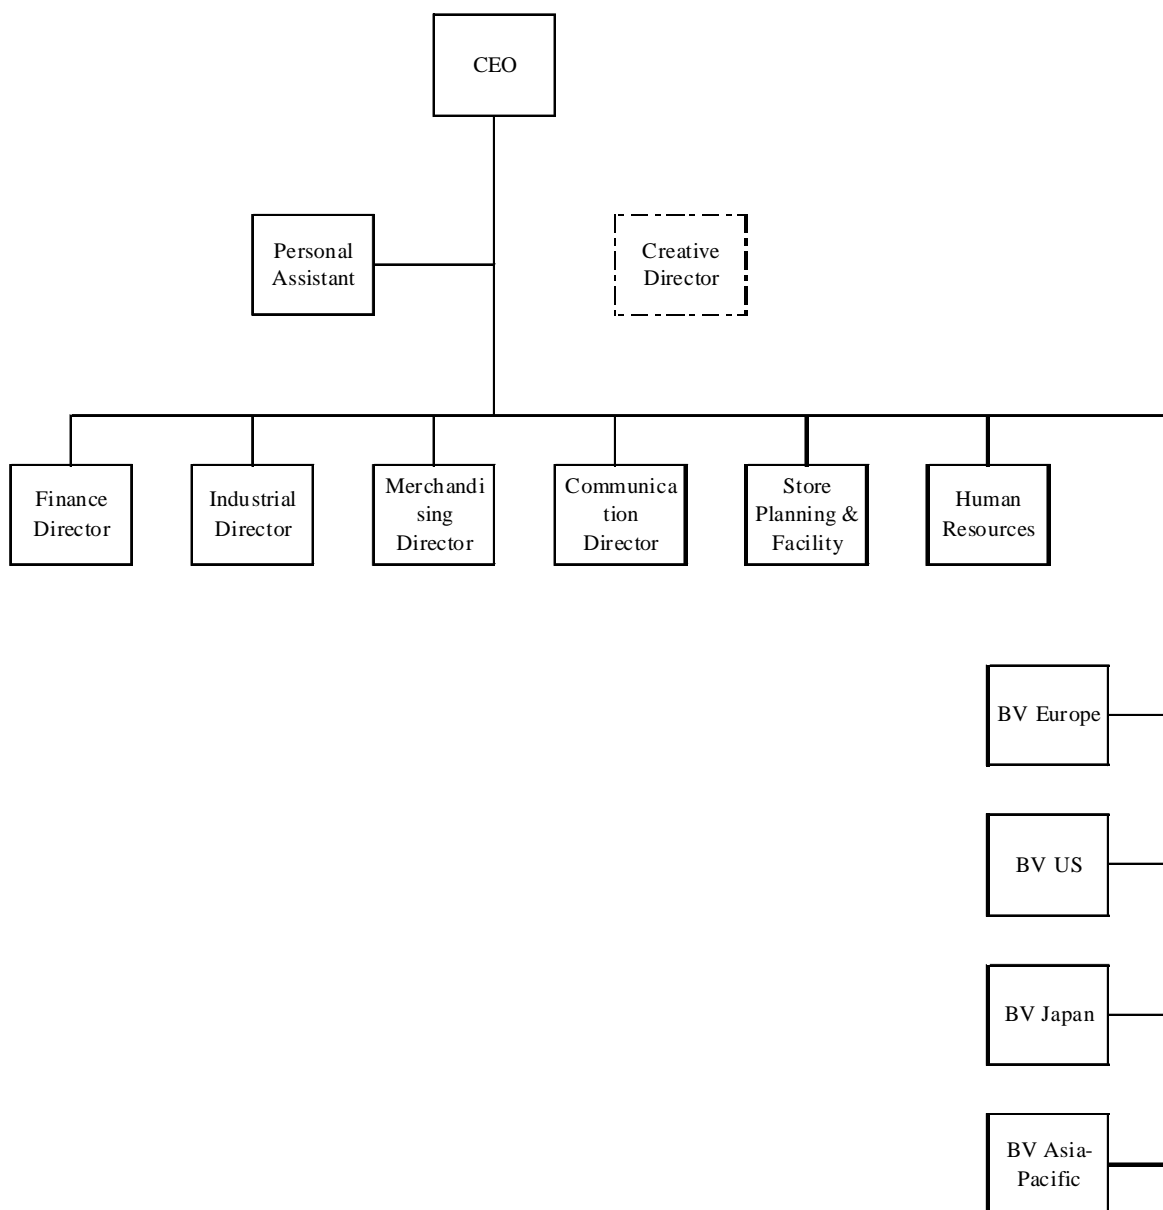 CEO
Personal
Assistant
Creative
Director
Finance
Director
Industrial
Director
Merchandi
sing
Director
Communica
tion
Director
Store
Planning &
Facility
Human
Resources
BV Europe
BV US
BV Japan
BV Asia-
Pacific